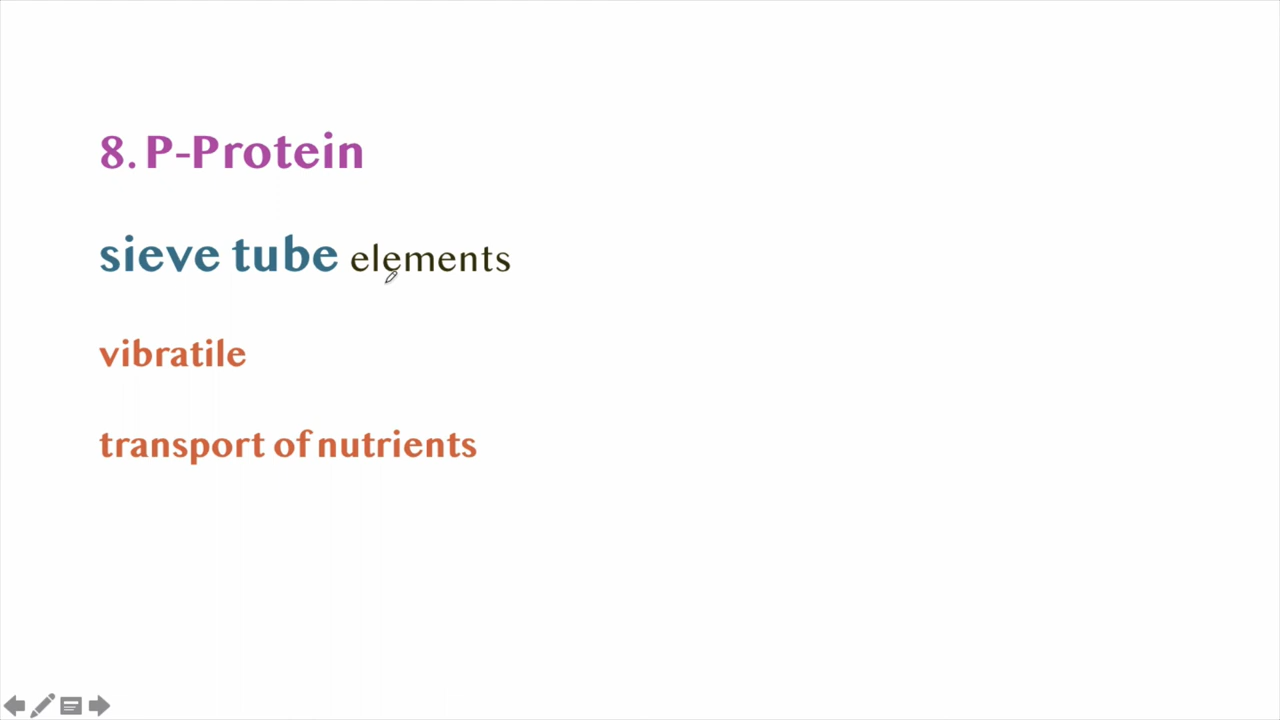 8. P-Protein
sieve tube elements
vibratile
transport of nutrients